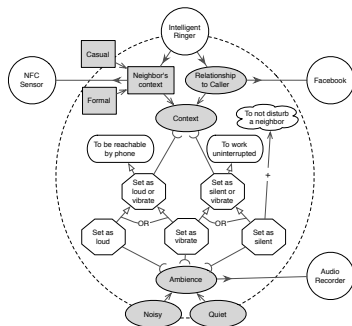 Intelligent
Ringer
Casual
NFC
Sensor
Neighbor's
context
Relationship
to Caller
Facebook
Formal
Context
To not disturb
a neighbor
To be reachable
by phone
To work
uninterrupted
Set as
loud or
vibrate
Set as
silent or
vibrate
+
OR
OR
Set as
loud
Set as
vibrate
Set as
silent
Ambience
Audio
Recorder
Noisy
Quiet